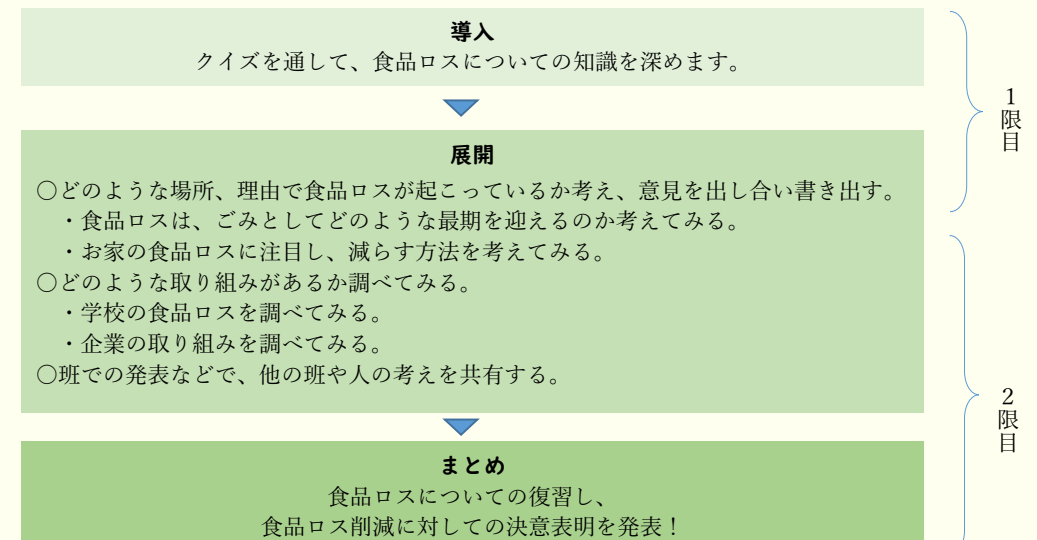 導入
クイズを通して、食品ロスについての知識を深めます。
展開
○どのような場所、理由で食品ロスが起こっているか考え、意見を出し合い書き出す。
・食品ロスは、ごみとしてどのような最期を迎えるのか考えてみる。
・お家の食品ロスに注目し、減らす方法を考えてみる。
○どのような取り組みがあるか調べてみる。
・学校の食品ロスを調べてみる。
・企業の取り組みを調べてみる。
○班での発表などで、他の班や人の考えを共有する。
まとめ
食品ロスについての復習し、
食品ロス削減に対しての決意表明を発表！
1限目
2限目